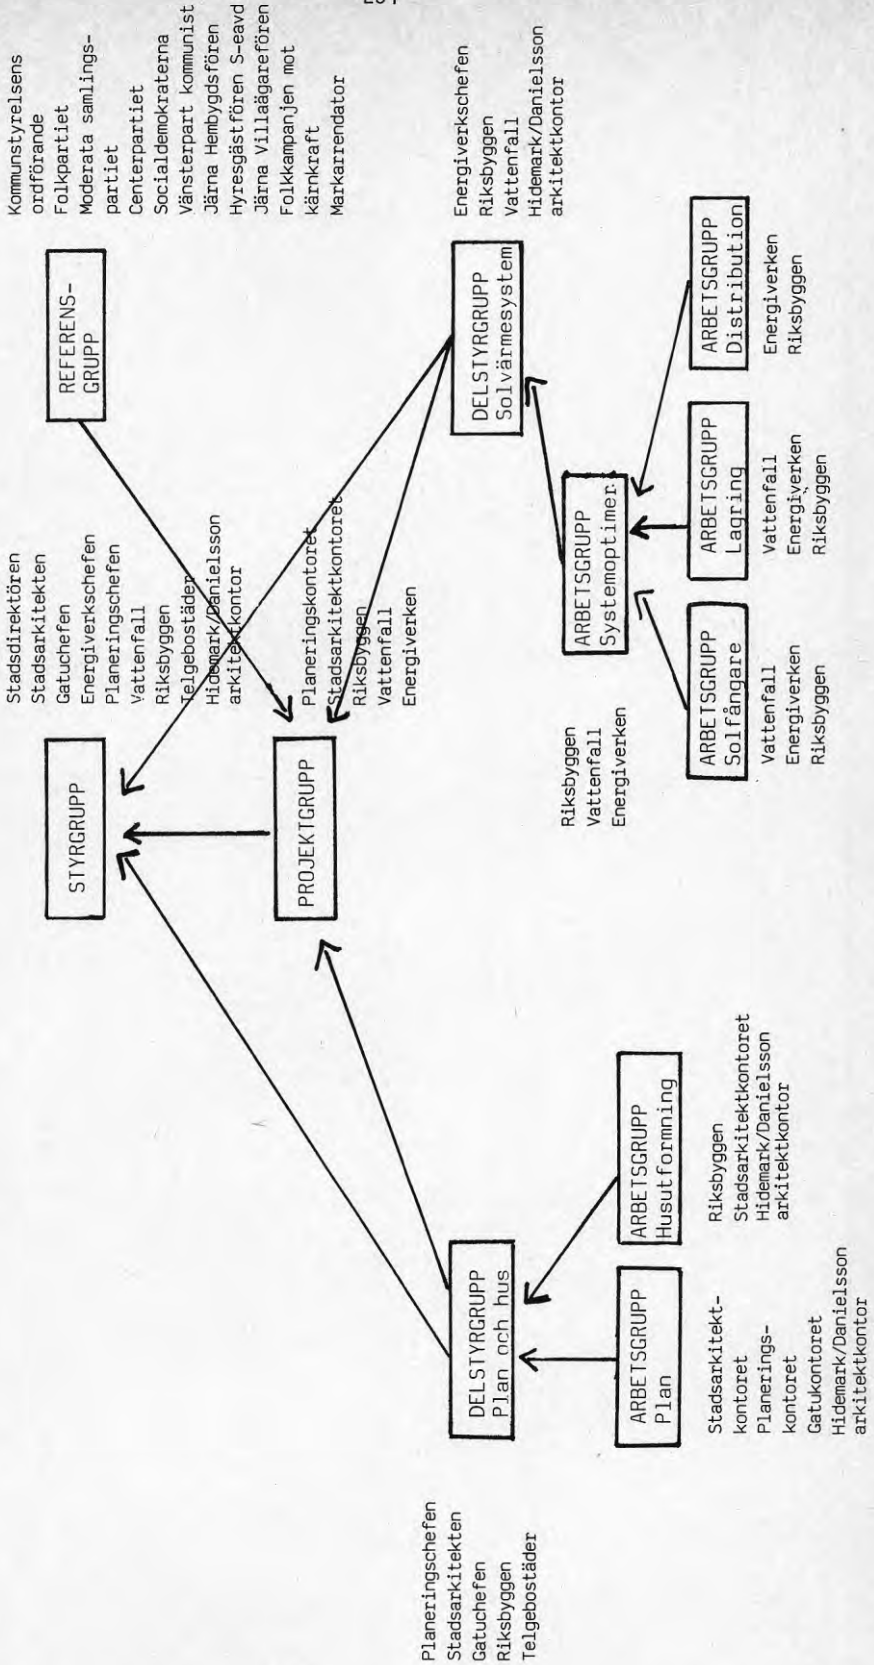 STYRGRUPP
Stadsdirektören
Stadsarkitekten
Gatuchefen
Energiverkschefen
Planeringschefen
Vattenfall
Riksbyggen
Telgebostäder
Hidemark/Danielsson
arkitektkontor
REFERENS-
GRUPP
Kommunstyrelsens
ordförande
Folkpartiet
Moderata samlings-
partiet
Centerpartiet
Socialdemokraterna
Vänsterpart kommunist
Järna Hembygdsfören
Hyresgästfören S-eavd
Järna Villaägarefören
Folkkampanjen mot
kärnkraft
Markarrendator
PROJEKTGRUPP
Planeringskontoret
Stadsarkitektkontoret
Riksbyggen
Vattenfall
Energiverken
Planeringschefen
Stadsarkitekten
Gatuchefen
Riksbyggen
Telgebostäder
DELSTYRGRUPP
Plan och hus
DELSTYRGRUPP
Solvärmesystem
Energiverkschefen
Riksbyggen
Vattenfall
Hidemark/Danielsson
arkitektkontor
Riksbyggen
Vattenfall
Energiverken
ARBETSGRUPP
Systemoptimer
ARBETSGRUPP
Plan
Stadsarkitekt-
kontoret
Planerings-
kontoret
Gatukontoret
Hidemark/Danielsson
arkitektkontor
ARBETSGRUPP
Husutformning
Riksbyggen
Stadsarkitektkontoret
Hidemark/Danielsson
arkitektkontor
ARBETSGRUPP
Solfångare
Vattenfall
Energiverken
Riksbyggen
ARBETSGRUPP
Lagring
Vattenfall
Energiverken
Riksbyggen
ARBETSGRUPP
Distribution
Energiverken
Riksbyggen